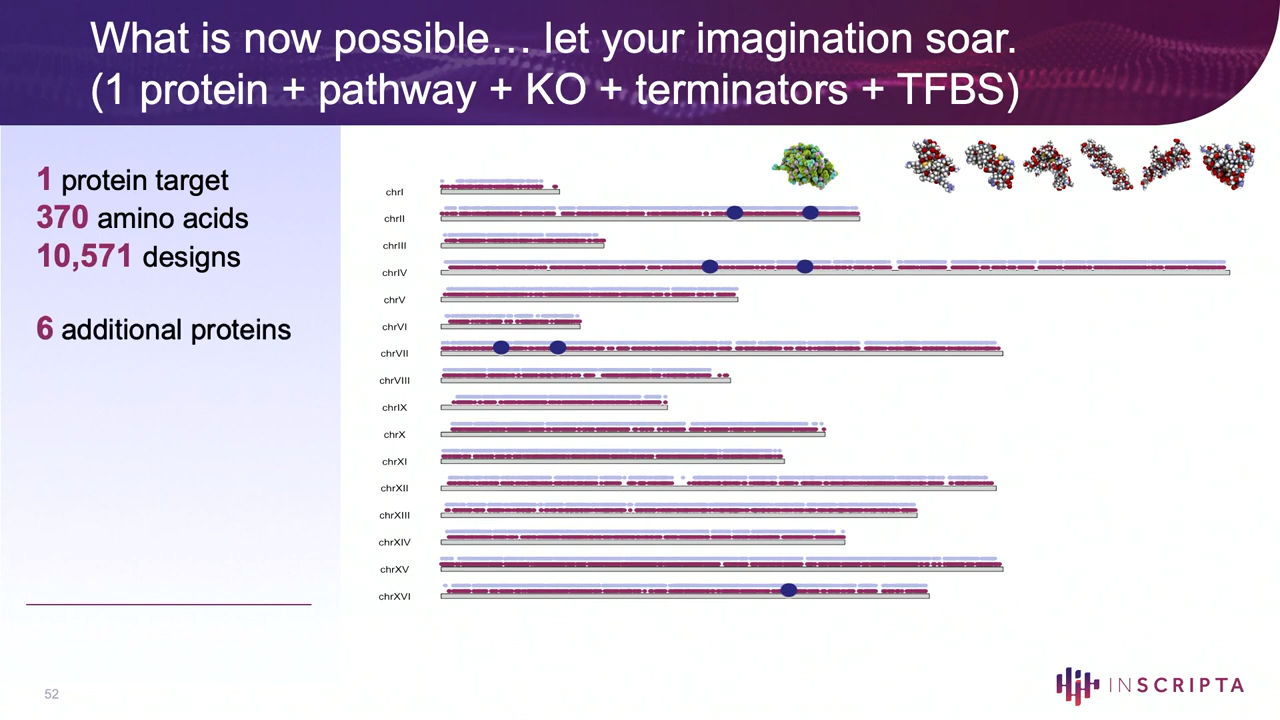 What is now possible… let your imagination soar.
(1 protein + pathway + KO + terminators + TFBS)
1 protein target
370 amino acids
10,571 designs
6 additional proteins
chrI
chrII
chrIII
chrIV
chrV
chrVI
chrVII
chrVIII
chrIX
chrX
chrXI
chrXII
chrXIII
chrXIV
chrXV
chrXVI
52
INSCRIPTA